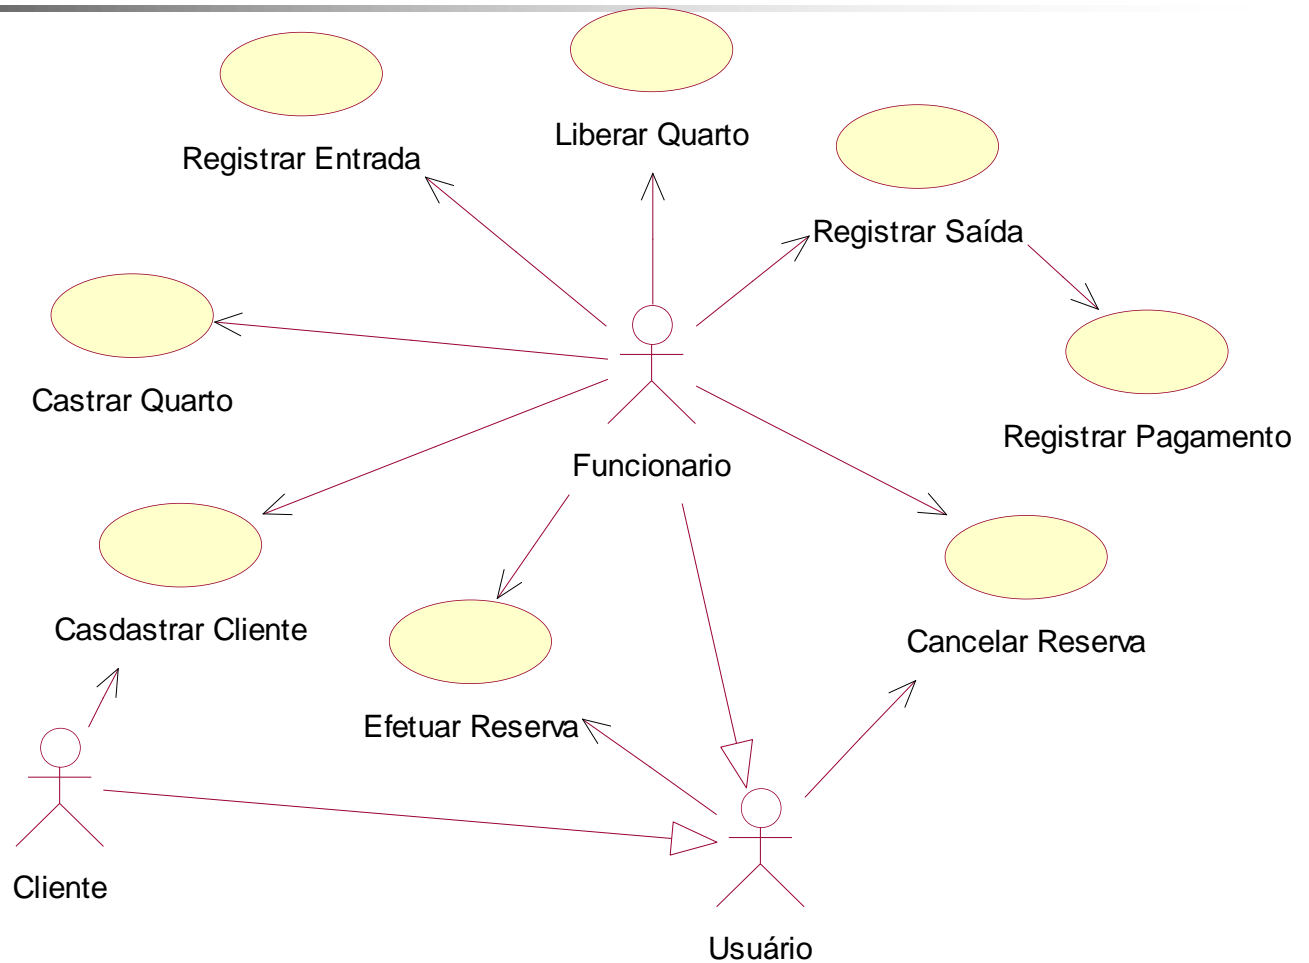 Liberar Quarto
Registrar Entrada
Registrar Saída
Castrar Quarto
Registrar Pagamento
Funcionario
Casdastrar Cliente
Cancelar Reserva
Efetuar Reserva
Cliente
Usuário